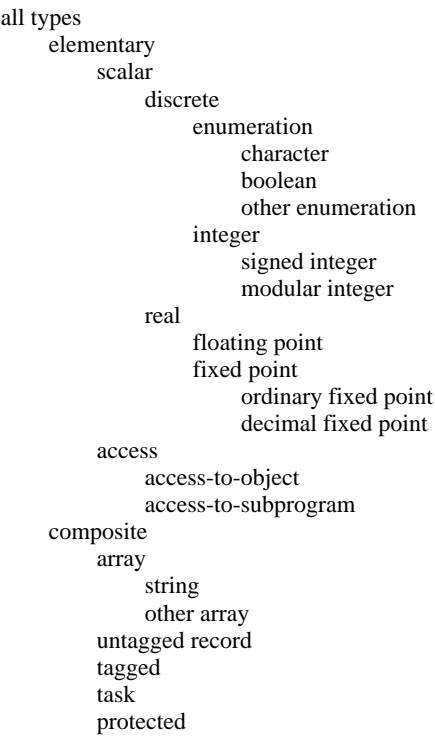 all types
elementary
scalar
discrete
enumeration
character
boolean
other enumeration
integer
signed integer
modular integer
real
floating point
fixed point
ordinary fixed point
decimal fixed point
access
access-to-object
access-to-subprogram
composite
array
string
other array
untagged record
tagged
task
protected